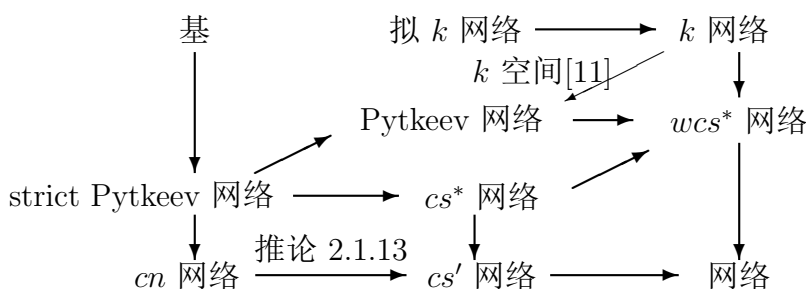 基 拟 k 网络 k 网络
k 空间[11]
Pytkeev 网络 wcs* 网络
strict Pytkeev 网络 cs* 网络
推论 2.1.13
cn 网络 cs′ 网络 网络